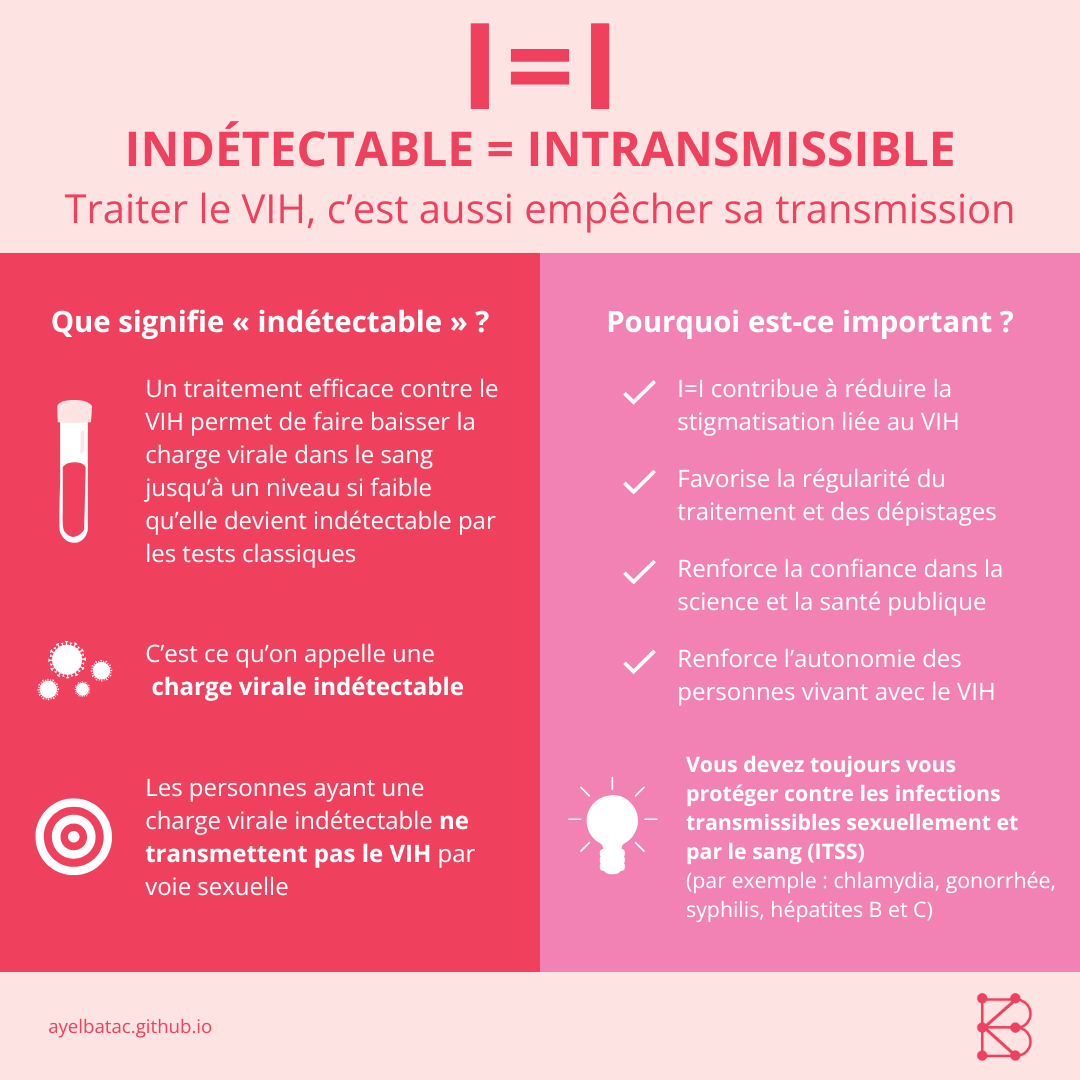 I=I
INDÉTECTABLE = INTRANSMISSIBLE
Traiter le VIH, c’est aussi empêcher sa transmission
Que signifie « indétectable » ?
Un traitement efficace contre le
VIH permet de faire baisser la
charge virale dans le sang
jusqu’à un niveau si faible
qu’elle devient indétectable par
les tests classiques
C’est ce qu’on appelle une
charge virale indétectable
Les personnes ayant une
charge virale indétectable ne
transmettent pas le VIH par
voie sexuelle
Pourquoi est-ce important ?
I=I contribue à réduire la
stigmatisation liée au VIH
Favorise la régularité du
traitement et des dépistages
Renforce la confiance dans la
science et la santé publique
Renforce l’autonomie des
personnes vivant avec le VIH
Vous devez toujours vous
protéger contre les infections
transmissibles sexuellement et
par le sang (ITSS)
(par exemple : chlamydia, gonorrhée,
syphilis, hépatites B et C)
ayelbatac.github.io